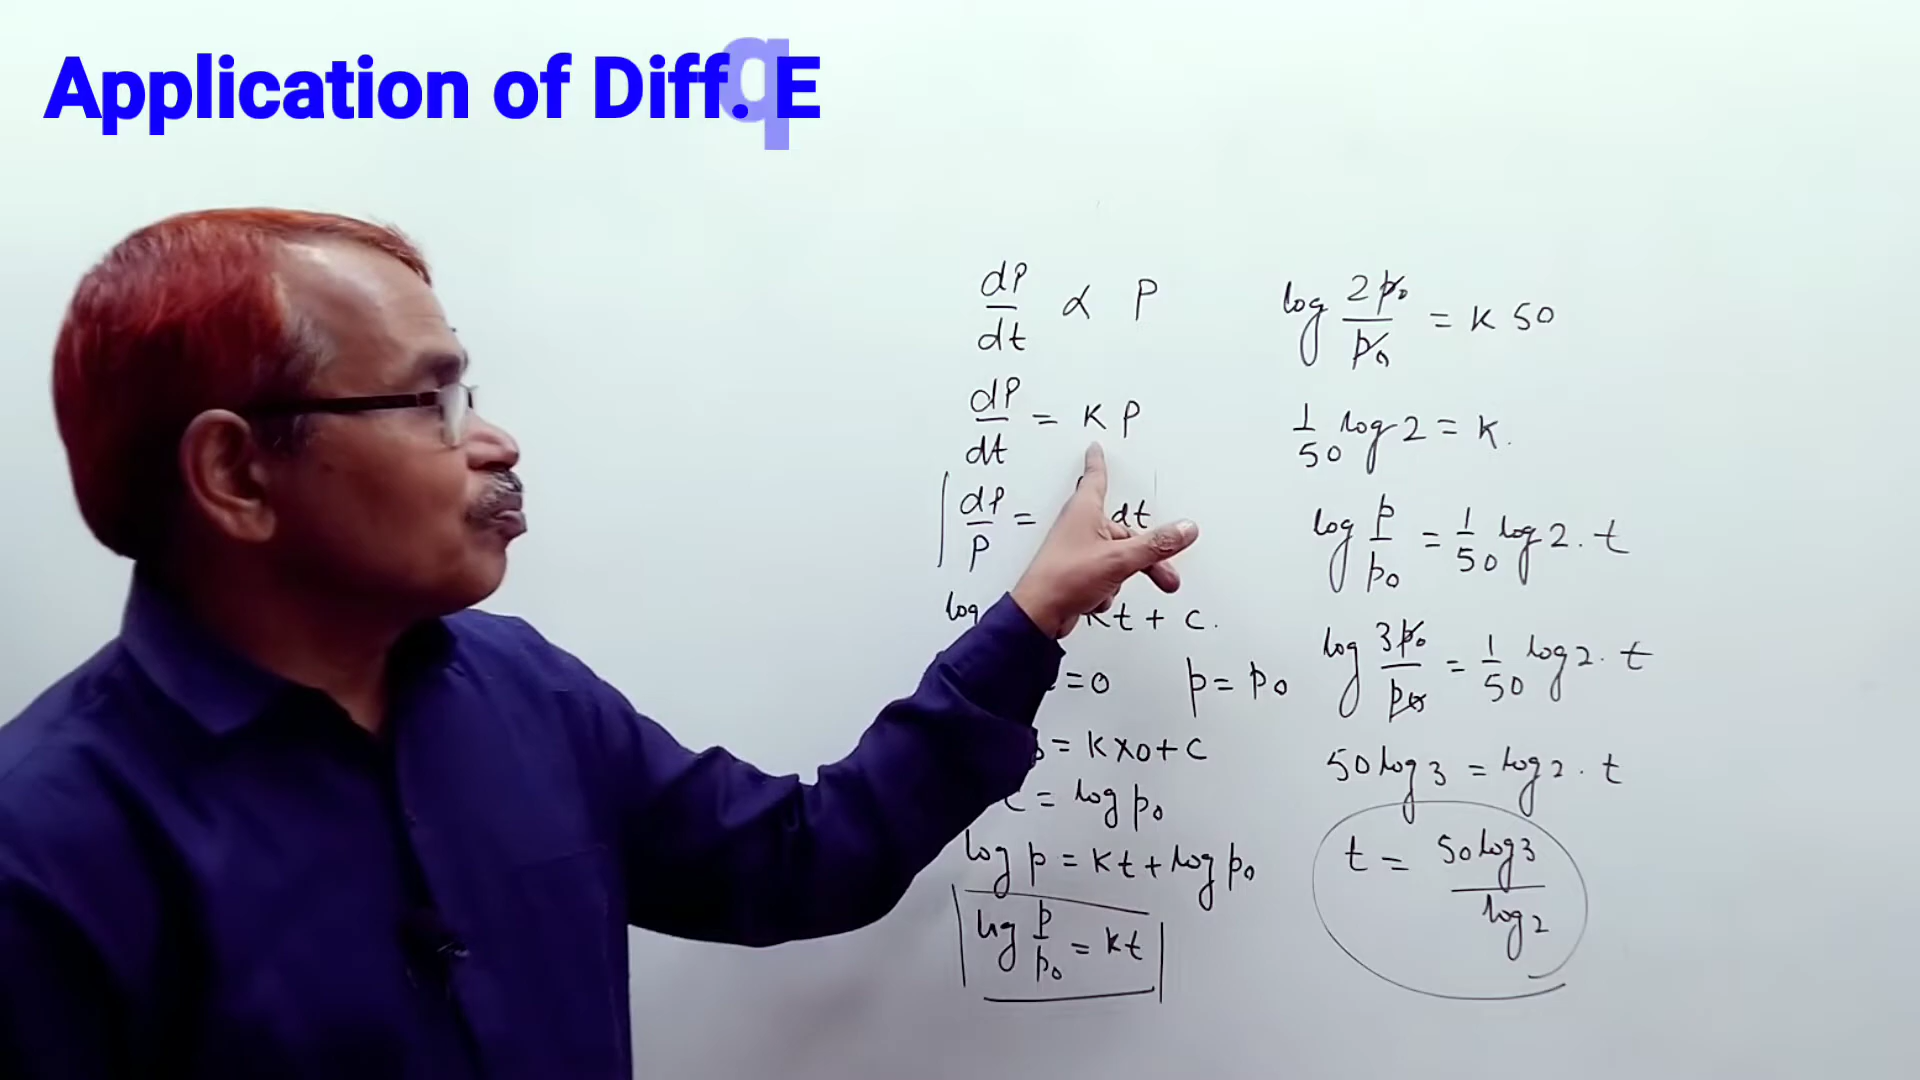 Application of Diff. Eq
dP/dt ∝ P
dP/dt = K P
∫ dP/P = dt
log Kt + c.
=0 p = p₀
= K×0+c
c = log p₀
log p = Kt + log p₀
log p/p₀ = Kt
log 2p₀/p₀ = K 50
1/50 log 2 = K.
log p/p₀ = 1/50 log 2 . t
log 3p₀/p₀ = 1/50 log 2 . t
50 log 3 = log 2 . t
t = 50 log 3/log 2